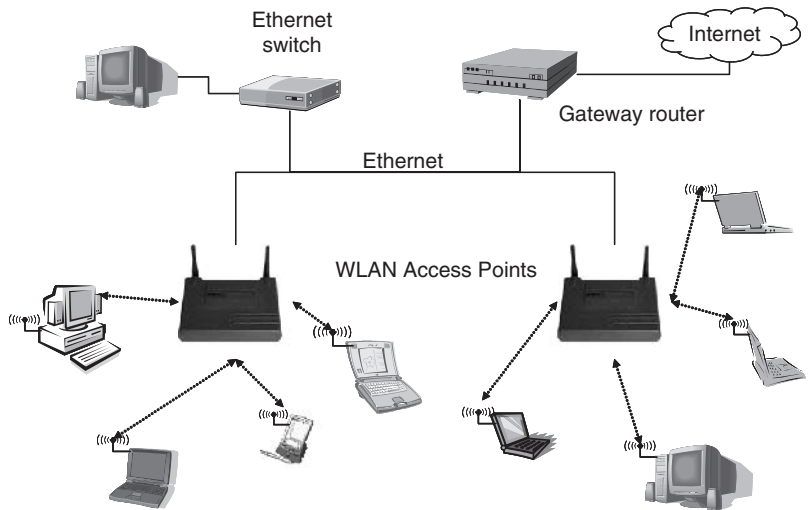 Ethernet
switch
Internet
Gateway router
Ethernet
WLAN Access Points